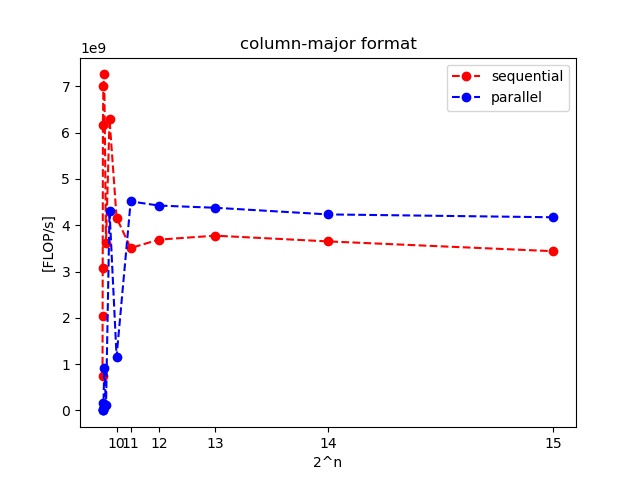 column-major format
1e9
sequential
parallel
7
6
5
4
3
2
1
0
[FLOP/s]
10 11 12 13 14 15
2^n